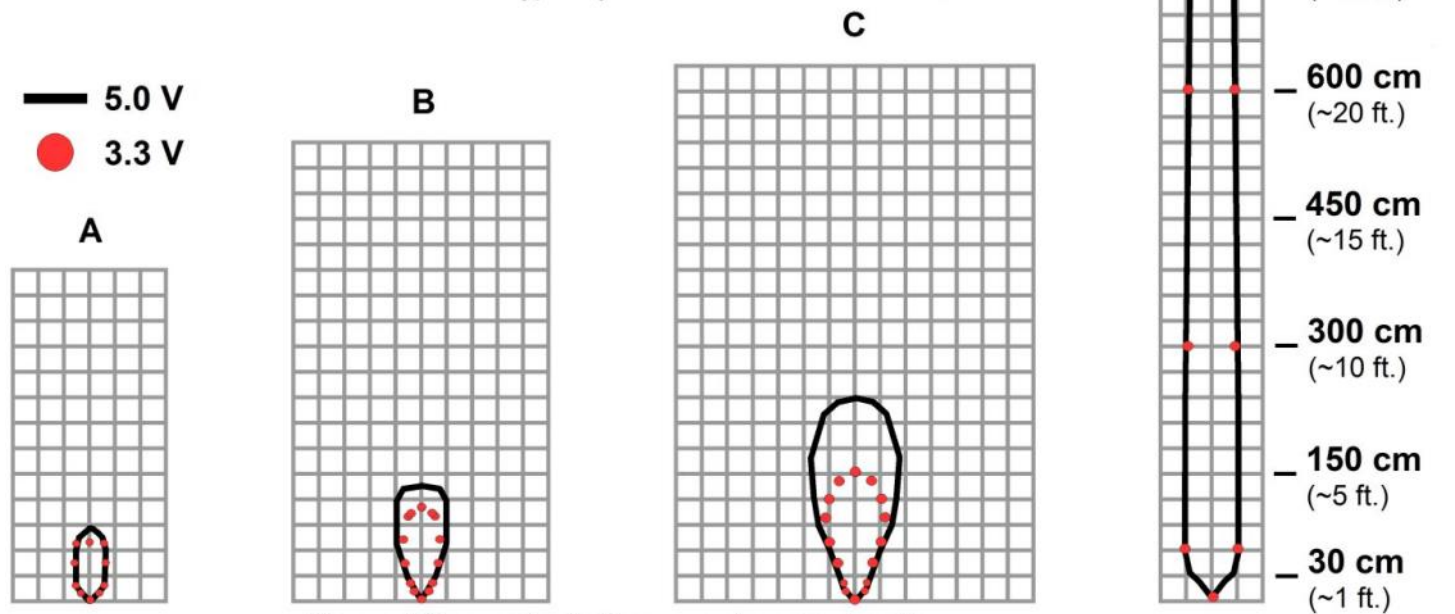 C
5.0 V
B
3.3 V
A
600 cm
(~20 ft.)
450 cm
(~15 ft.)
300 cm
(~10 ft.)
150 cm
(~5 ft.)
30 cm
(~1 ft.)